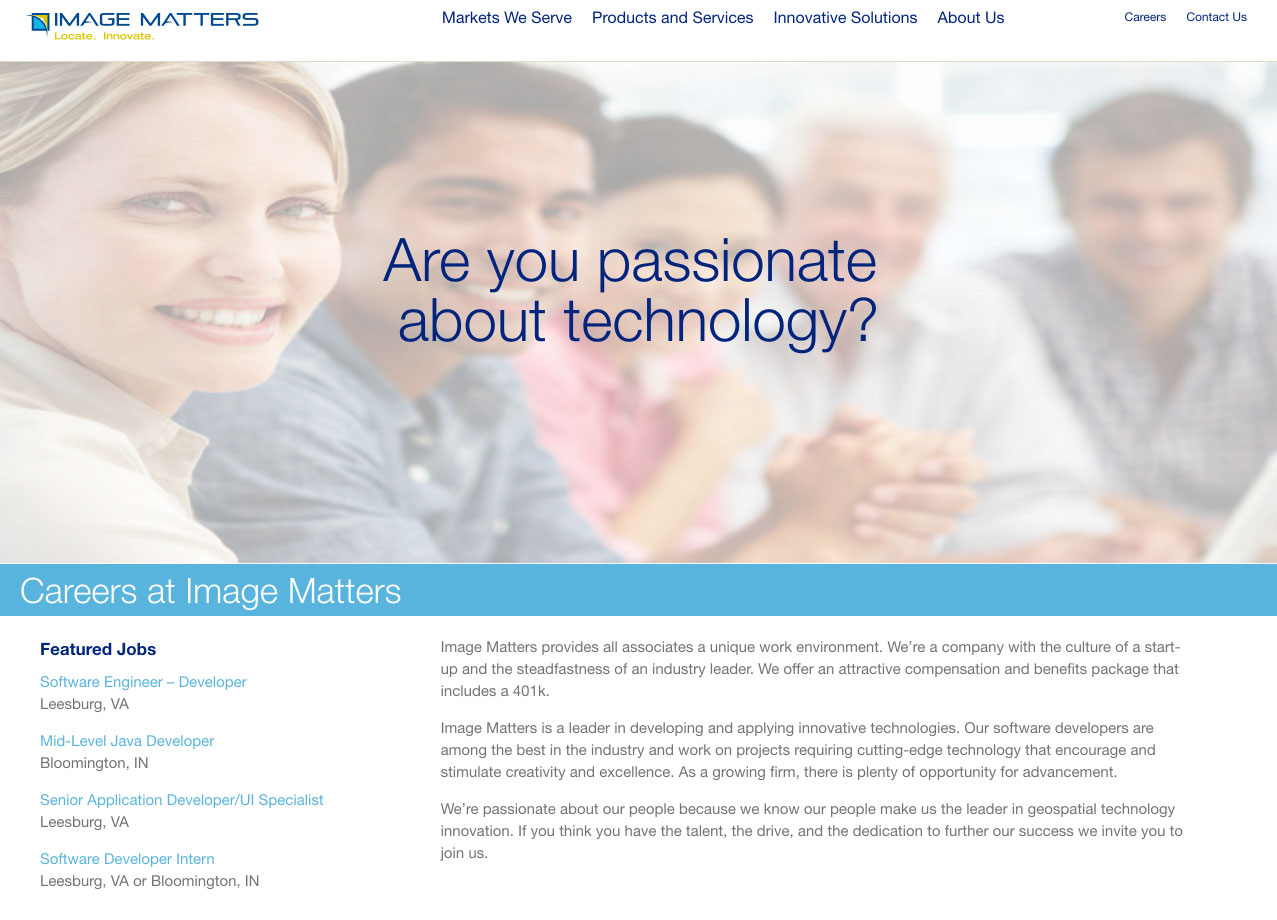 IMAGE MATTERS
Locate. Innovate.
Markets We Serve
Products and Services
Innovative Solutions
About Us
Careers
Contact Us
Are you passionate
about technology?
Careers at Image Matters
Featured Jobs
Software Engineer – Developer
Leesburg, VA
Mid-Level Java Developer
Bloomington, IN
Senior Application Developer/UI Specialist
Leesburg, VA
Software Developer Intern
Leesburg, VA or Bloomington, IN
Image Matters provides all associates a unique work environment. We’re a company with the culture of a start-
up and the steadfastness of an industry leader. We offer an attractive compensation and benefits package that
includes a 401k.
Image Matters is a leader in developing and applying innovative technologies. Our software developers are
among the best in the industry and work on projects requiring cutting-edge technology that encourage and
stimulate creativity and excellence. As a growing firm, there is plenty of opportunity for advancement.
We’re passionate about our people because we know our people make us the leader in geospatial technology
innovation. If you think you have the talent, the drive, and the dedication to further our success we invite you to
join us.